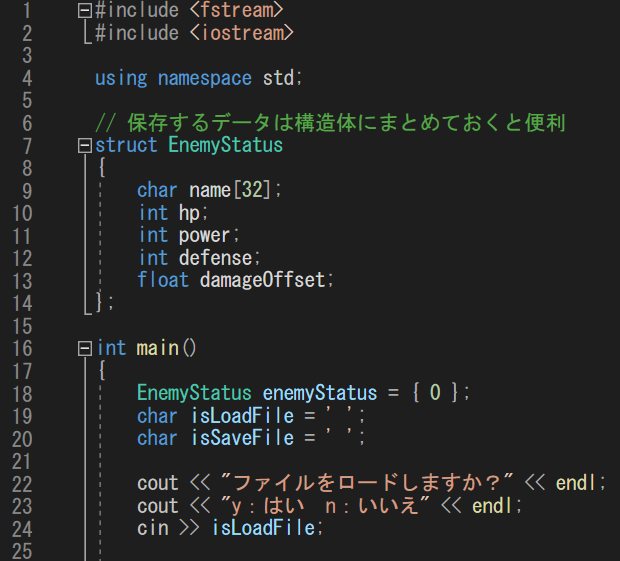 1 #include <fstream>
2 #include <iostream>
3
4 using namespace std;
5
6 // 保存するデータは構造体にまとめておくと便利
7 struct EnemyStatus
8 {
9 char name[32];
10 int hp;
11 int power;
12 int defense;
13 float damageOffset;
14 };
15
16 int main()
17 {
18 EnemyStatus enemyStatus = { 0 };
19 char isLoadFile = ' ';
20 char isSaveFile = ' ';
21
22 cout << "ファイルをロードしますか？" << endl;
23 cout << "y：はい　n：いいえ" << endl;
24 cin >> isLoadFile;
25